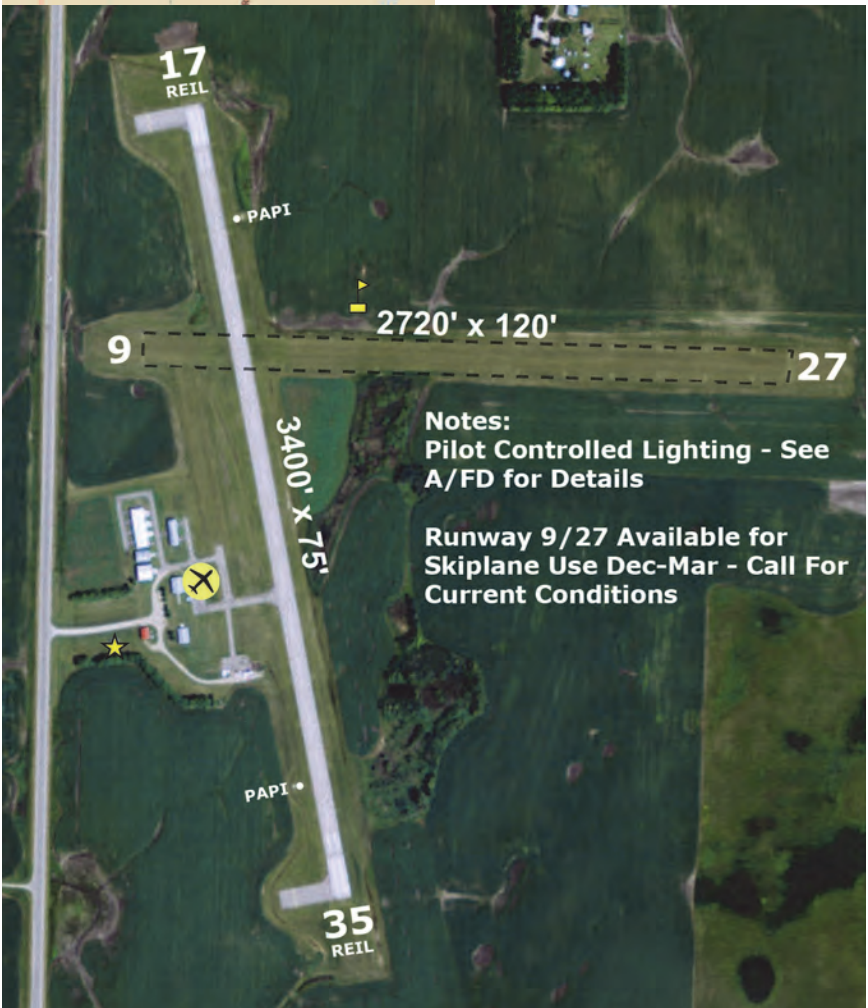 17
REIL
PAPI
2720' x 120'
9
27
3400' x 75'
Notes:
Pilot Controlled Lighting - See
A/FD for Details
Runway 9/27 Available for
Skiplane Use Dec-Mar - Call For
Current Conditions
PAPI
35
REIL